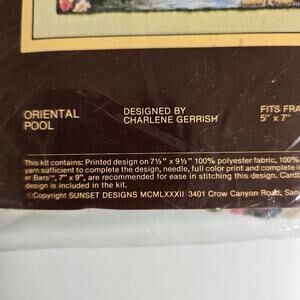 ORIENTAL
POOL
DESIGNED BY
CHARLENE GERRISH
FITS FRA
5" x 7"
This kit contains: Printed design on 7½" x 9½" 100% polyester fabric, 100%
yarn sufficient to complete the design, needle, full color print and complete
er Bars™, 7" x 9", are recommended for ease in stitching this design. Cardb
design is included in the kit.
©Copyright SUNSET DESIGNS MCMLXXXII 3401 Crow Canyon Road, San